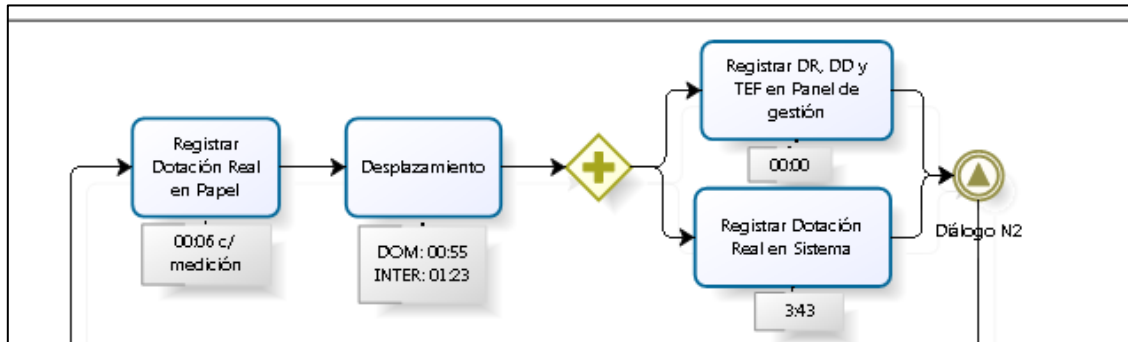 Registrar
Dotación Real
en Papel
00:06 c/
medición
Desplazamiento
DOM: 00:55
INTER: 01:23
Registrar DR, DD y
TEF en Panel de
gestión
00:00
Registrar Dotación
Real en Sistema
3:43
Diálogo N2